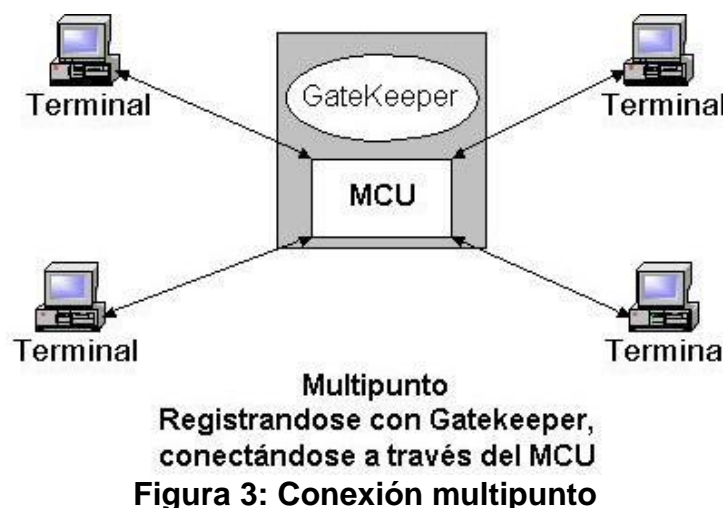 GateKeeper
Terminal
Terminal
MCU
Terminal
Termina
Multipunto
Registrandose con Gatekeeper,
conectándose a través del MCU
Figura 3: Conexión multipunto